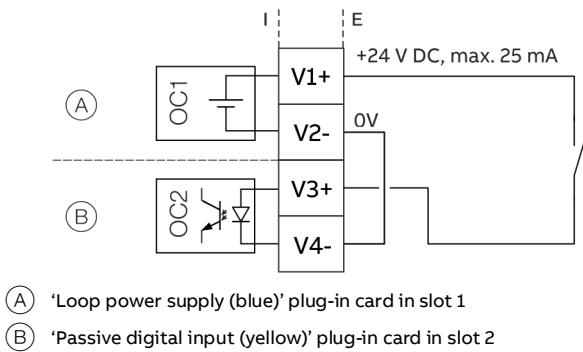 I E
+24 V DC, max. 25 mA
OC1
V1+
A
V2-
0V
OC2
V3+
B
V4-
A 'Loop power supply (blue)' plug-in card in slot 1
B 'Passive digital input (yellow)' plug-in card in slot 2